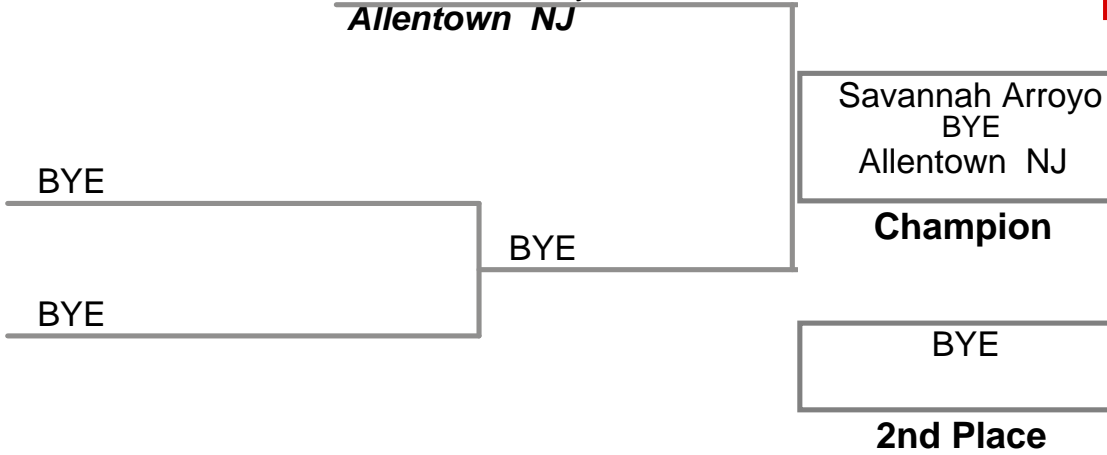 Allentown NJ
Savannah Arroyo
BYE
Allentown NJ
Champion
BYE
BYE
BYE
BYE
2nd Place